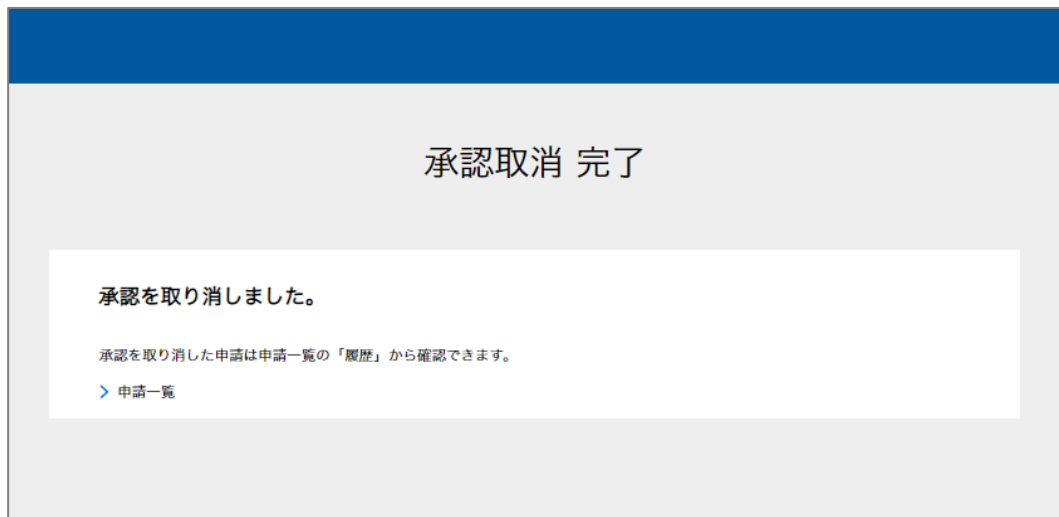 承認取消 完了
承認を取り消しました。
承認を取り消した申請は申請一覧の「履歴」から確認できます。
申請一覧